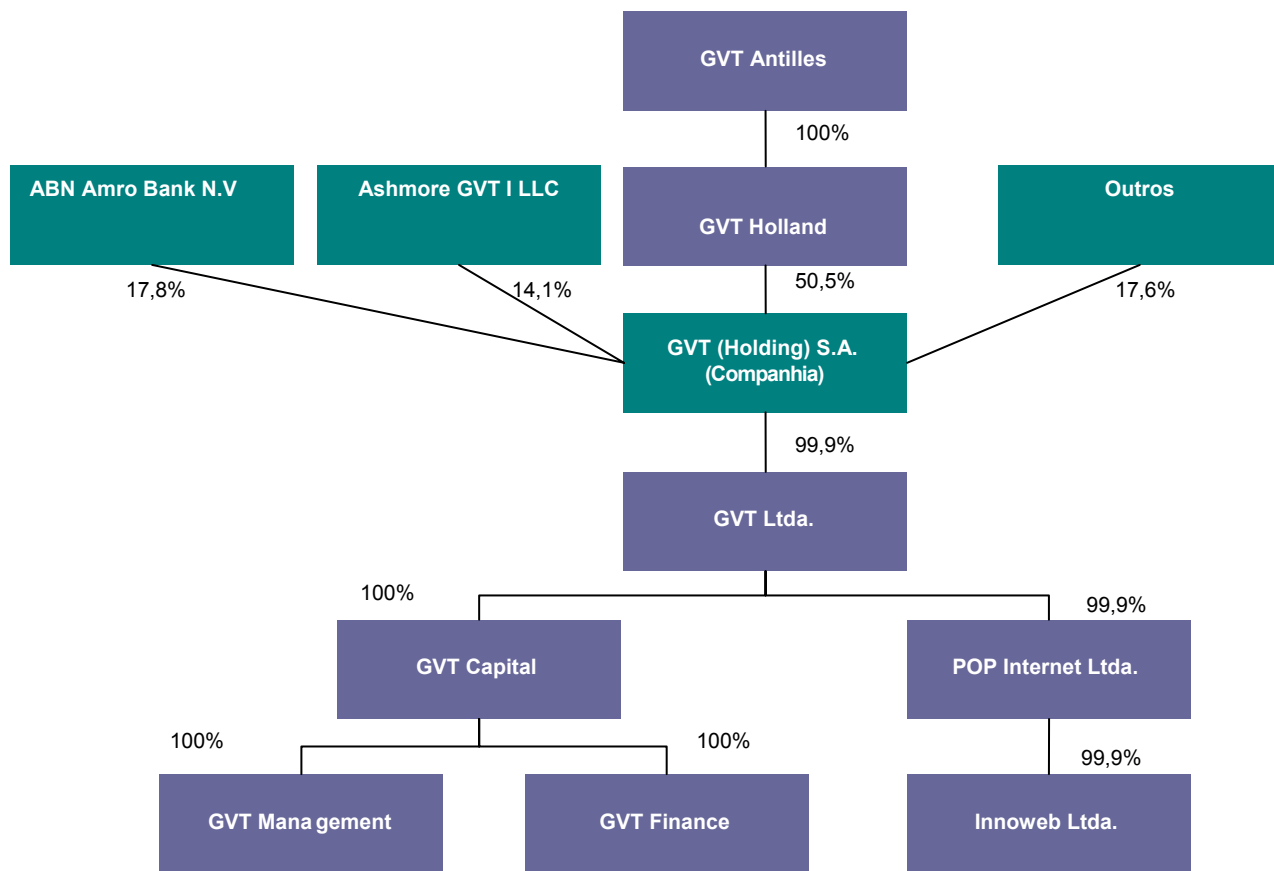 GVT Antilles
100%
ABN Amro Bank N.V
Ashmore GVT I LLC
GVT Holland
Outros
17,8%
14,1%
50,5%
17,6%
GVT (Holding) S.A.
(Companhia)
99,9%
GVT Ltda.
100%
99,9%
GVT Capital
POP Internet Ltda.
100%
100%
99,9%
GVT Mana gement
GVT Finance
Innoweb Ltda.